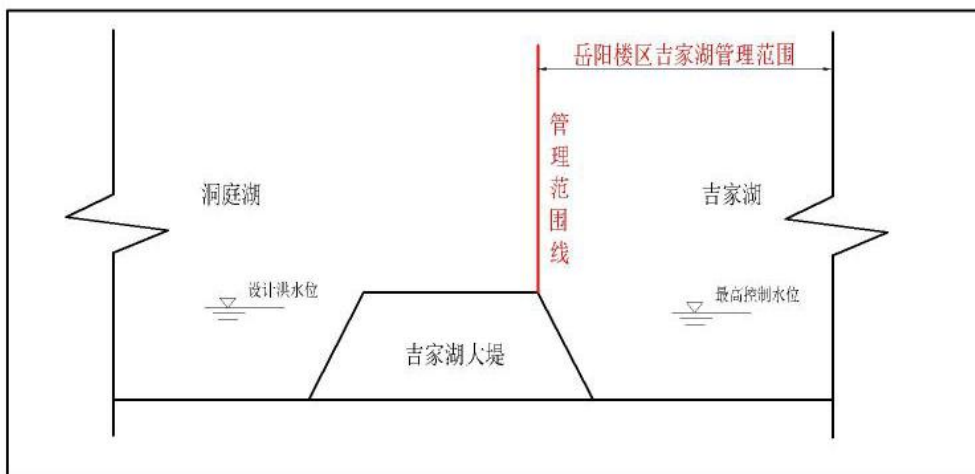 岳阳楼区吉家湖管理范围
管理范围线
洞庭湖
吉家湖
设计洪水位
最高控制水位
吉家湖大堤